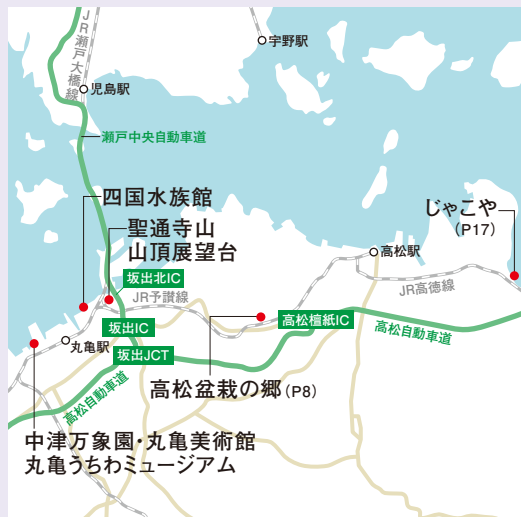 JR瀬戸大橋線
宇野駅
児島駅
瀬戸中央自動車道
四国水族館
聖通寺山
山頂展望台
じゃこや
(P17)
高松駅
坂出北IC
JR予讃線
JR高徳線
坂出IC
高松檀紙IC
高松自動車道
丸亀駅
坂出JCT
高松自動車道
高松盆栽の郷(P8)
中津万象園・丸亀美術館
丸亀うちわミュージアム